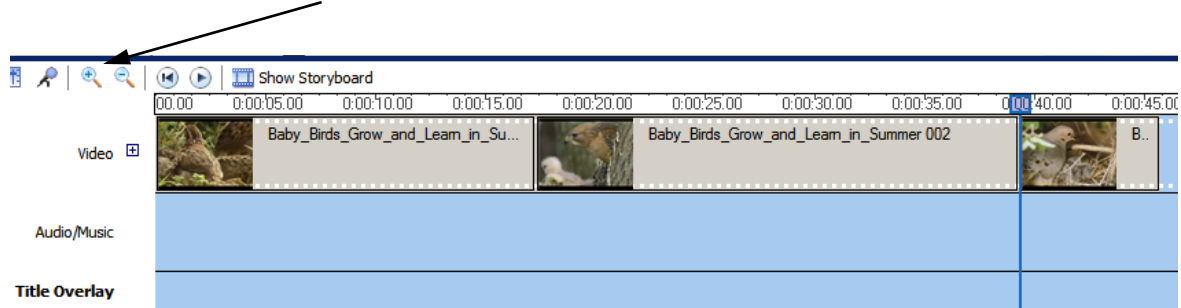 Show Storyboard
00.00 0:00:05.00 0:00:10.00 0:00:15.00 0:00:20.00 0:00:25.00 0:00:30.00 0:00:35.00 0:00:40.00 0:00:45.00
Video Baby_Birds_Grow_and_Learn_in_Su... Baby_Birds_Grow_and_Learn_in_Summer 002 B..
Audio/Music
Title Overlay